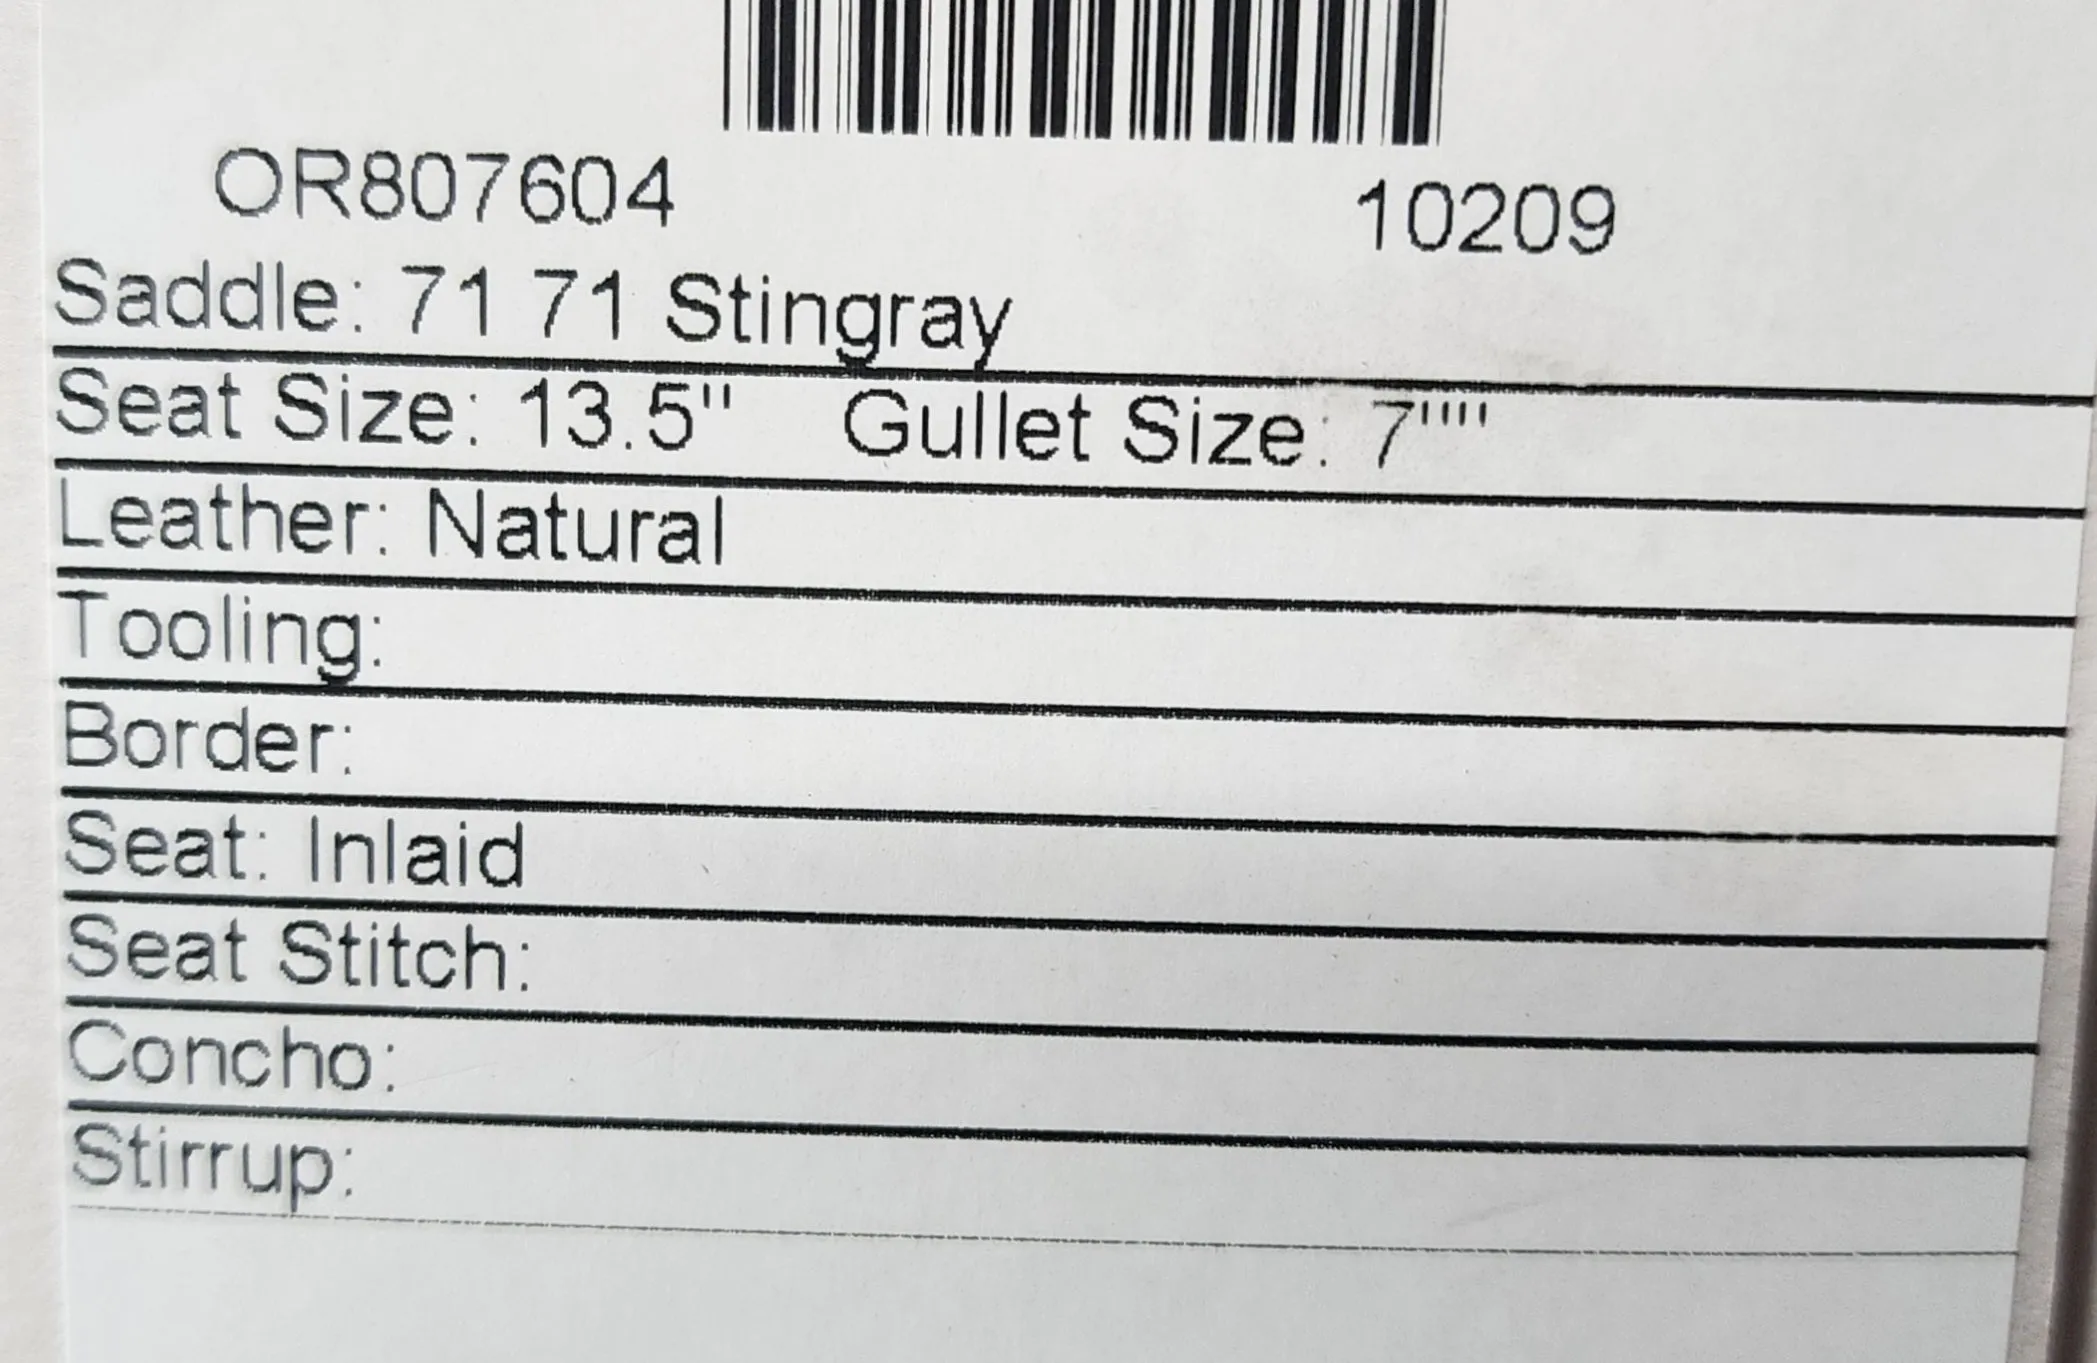 OR807604 10209
Saddle: 71 71 Stingray
Seat Size: 13.5" Gullet Size: 7""
Leather: Natural
Tooling:
Border:
Seat: Inlaid
Seat Stitch:
Concho:
Stirrup: